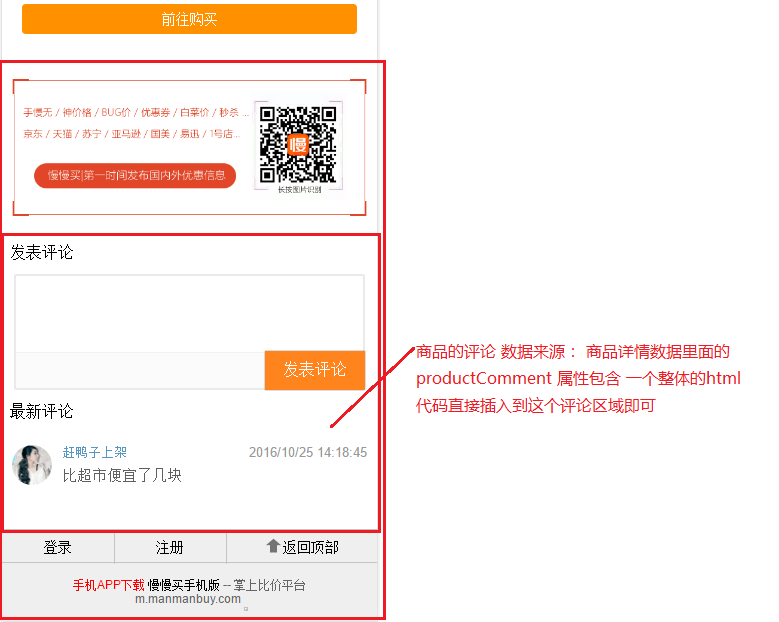 前往购买
手慢无 / 神价格 / BUG价 / 优惠券 / 白菜价 / 秒杀 ...
京东 / 天猫 / 苏宁 / 亚马逊 / 国美 / 易迅 / 1号店...
慢慢买|第一时间发布国内外优惠信息
慢
长按图片识别
发表评论
发表评论
商品的评论 数据来源： 商品详情数据里面的
productComment 属性包含 一个整体的html
代码直接插入到这个评论区域即可
最新评论
赶鸭子上架 2016/10/25 14:18:45
比超市便宜了几块
登录 注册 返回顶部
手机APP下载 慢慢买手机版 -- 掌上比价平台
m.manmanbuy.com